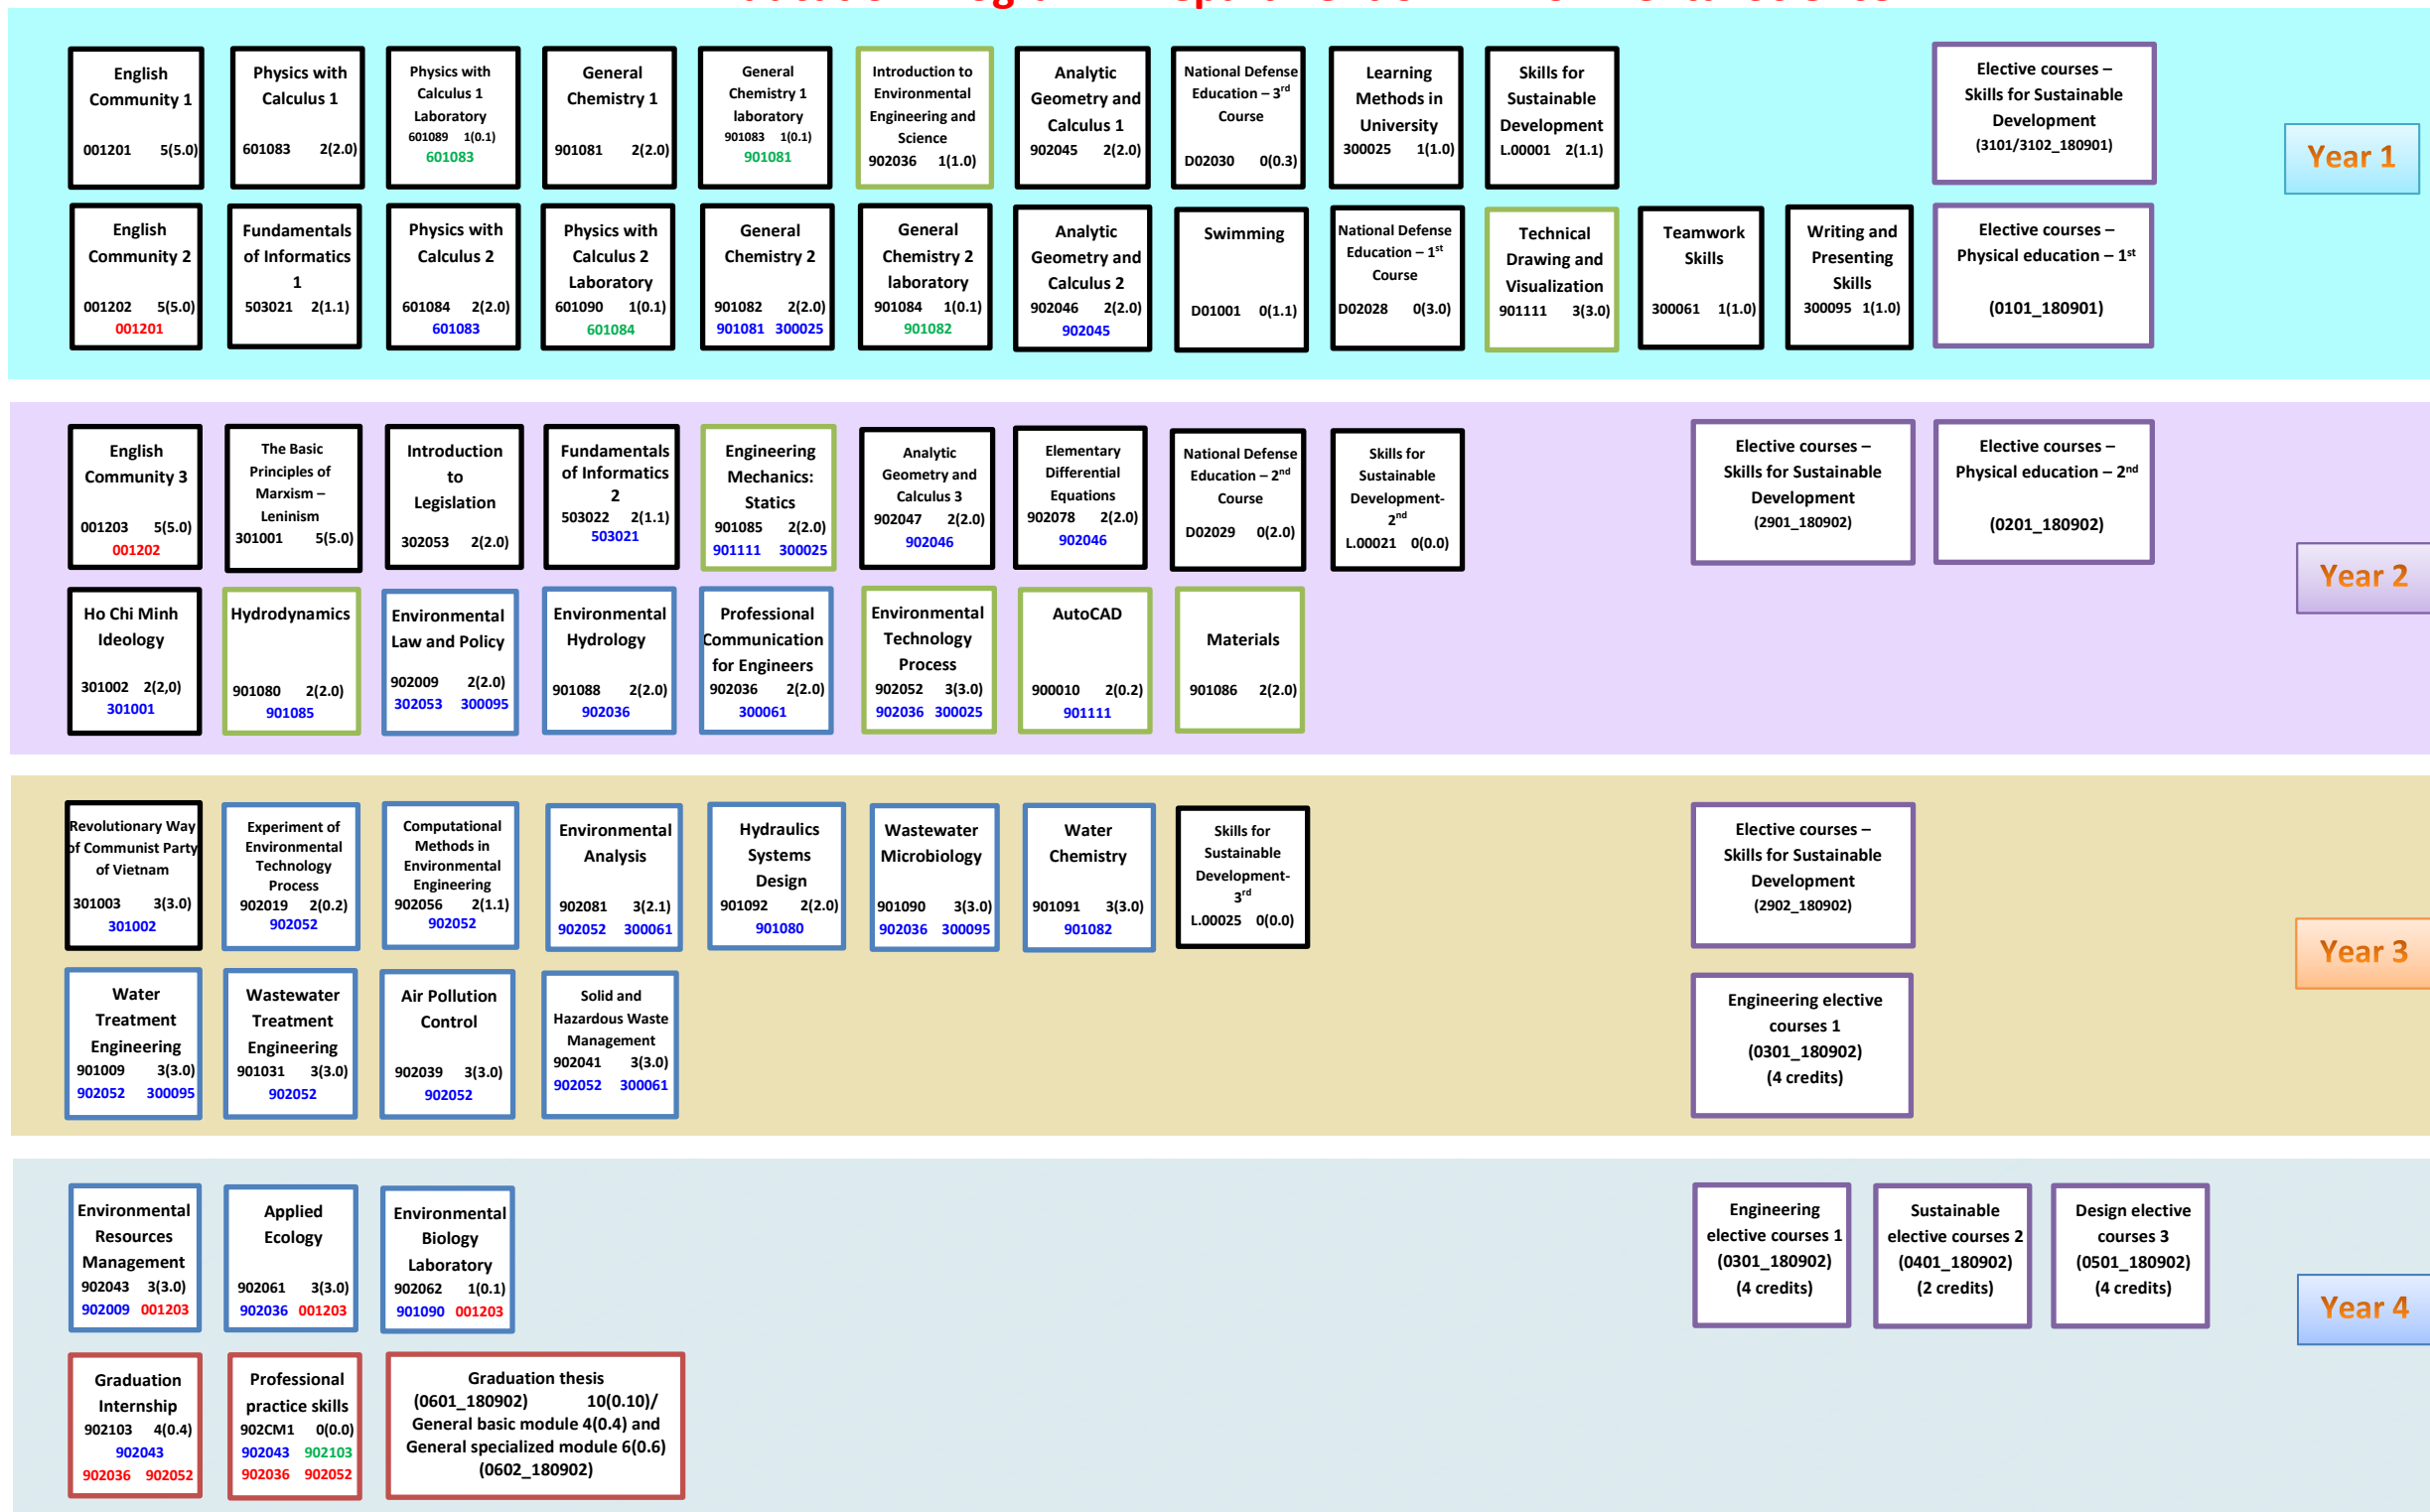 English
Community 1
001201 5(5.0)
Physics with
Calculus 1
601083 2(2.0)
Physics with
Calculus 1
Laboratory
601089 1(0.1)
601083
General
Chemistry 1
901081 2(2.0)
General
Chemistry 1
laboratory
901083 1(0.1)
901081
Introduction to
Environmental
Engineering and
Science
902036 1(1.0)
Analytic
Geometry and
Calculus 1
902045 2(2.0)
National Defense
Education – 3rd
Course
D02030 0(0.3)
Learning
Methods in
University
300025 1(1.0)
Skills for
Sustainable
Development
L.00001 2(1.1)
Elective courses –
Skills for Sustainable
Development
(3101/3102_180901)
Year 1
English
Community 2
001202 5(5.0)
001201
Fundamentals
of Informatics
1
503021 2(1.1)
Physics with
Calculus 2
601084 2(2.0)
601083
Physics with
Calculus 2
Laboratory
601090 1(0.1)
601084
General
Chemistry 2
901082 2(2.0)
901081 300025
General
Chemistry 2
laboratory
901084 1(0.1)
901082
Analytic
Geometry and
Calculus 2
902046 2(2.0)
902045
Swimming
D01001 0(1.1)
National Defense
Education – 1st
Course
D02028 0(3.0)
Technical
Drawing and
Visualization
901111 3(3.0)
Teamwork
Skills
300061 1(1.0)
Writing and
Presenting
Skills
300095 1(1.0)
Elective courses –
Physical education – 1st
(0101_180901)
English
Community 3
001203 5(5.0)
001202
The Basic
Principles of
Marxism –
Leninism
301001 5(5.0)
Introduction
to
Legislation
302053 2(2.0)
Fundamentals
of Informatics
2
503022 2(1.1)
503021
Engineering
Mechanics:
Statics
901085 2(2.0)
901111 300025
Analytic
Geometry and
Calculus 3
902047 2(2.0)
902046
Elementary
Differential
Equations
902078 2(2.0)
902046
National Defense
Education – 2nd
Course
D02029 0(2.0)
Skills for
Sustainable
Development-
2nd
L.00021 0(0.0)
Elective courses –
Skills for Sustainable
Development
(2901_180902)
Elective courses –
Physical education – 2nd
(0201_180902)
Year 2
Ho Chi Minh
Ideology
301002 2(2,0)
301001
Hydrodynamics
901080 2(2.0)
901085
Environmental
Law and Policy
902009 2(2.0)
302053 300095
Environmental
Hydrology
901088 2(2.0)
902036
Professional
Communication
for Engineers
902036 2(2.0)
300061
Environmental
Technology
Process
902052 3(3.0)
902036 300025
AutoCAD
900010 2(0.2)
901111
Materials
901086 2(2.0)
Revolutionary Way
of Communist Party
of Vietnam
301003 3(3.0)
301002
Experiment of
Environmental
Technology
Process
902019 2(0.2)
902052
Computational
Methods in
Environmental
Engineering
902056 2(1.1)
902052
Environmental
Analysis
902081 3(2.1)
902052 300061
Hydraulics
Systems
Design
901092 2(2.0)
901080
Wastewater
Microbiology
901090 3(3.0)
902036 300095
Water
Chemistry
901091 3(3.0)
901082
Skills for
Sustainable
Development-
3rd
L.00025 0(0.0)
Elective courses –
Skills for Sustainable
Development
(2902_180902)
Year 3
Water
Treatment
Engineering
901009 3(3.0)
902052 300095
Wastewater
Treatment
Engineering
901031 3(3.0)
902052
Air Pollution
Control
902039 3(3.0)
902052
Solid and
Hazardous Waste
Management
902041 3(3.0)
902052 300061
Engineering elective
courses 1
(0301_180902)
(4 credits)
Environmental
Resources
Management
902043 3(3.0)
902009 001203
Applied
Ecology
902061 3(3.0)
902036 001203
Environmental
Biology
Laboratory
902062 1(0.1)
901090 001203
Engineering
elective courses 1
(0301_180902)
(4 credits)
Sustainable
elective courses 2
(0401_180902)
(2 credits)
Design elective
courses 3
(0501_180902)
(4 credits)
Year 4
Graduation
Internship
902103 4(0.4)
902043
902036 902052
Professional
practice skills
902CM1 0(0.0)
902043 902103
902036 902052
Graduation thesis
(0601_180902) 10(0.10)/
General basic module 4(0.4) and
General specialized module 6(0.6)
(0602_180902)